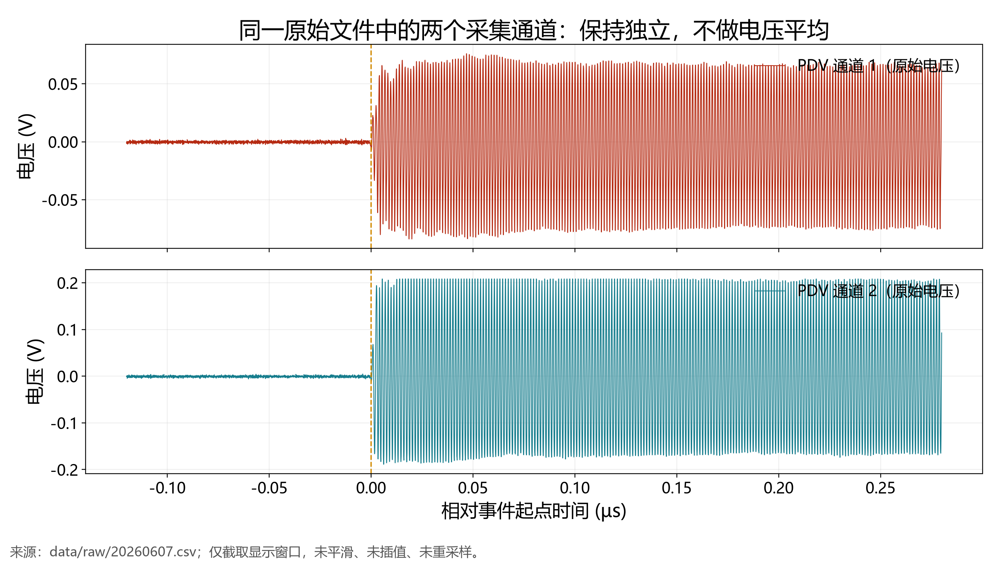 同一原始文件中的两个采集通道：保持独立，不做电压平均
PDV 通道 1（原始电压）
0.05
0.00
-0.05
电压 (V)
PDV 通道 2（原始电压）
0.2
0.1
0.0
-0.1
-0.2
电压 (V)
-0.10 -0.05 0.00 0.05 0.10 0.15 0.20 0.25
相对事件起点时间 (μs)
来源：data/raw/20260607.csv；仅截取显示窗口，未平滑、未插值、未重采样。